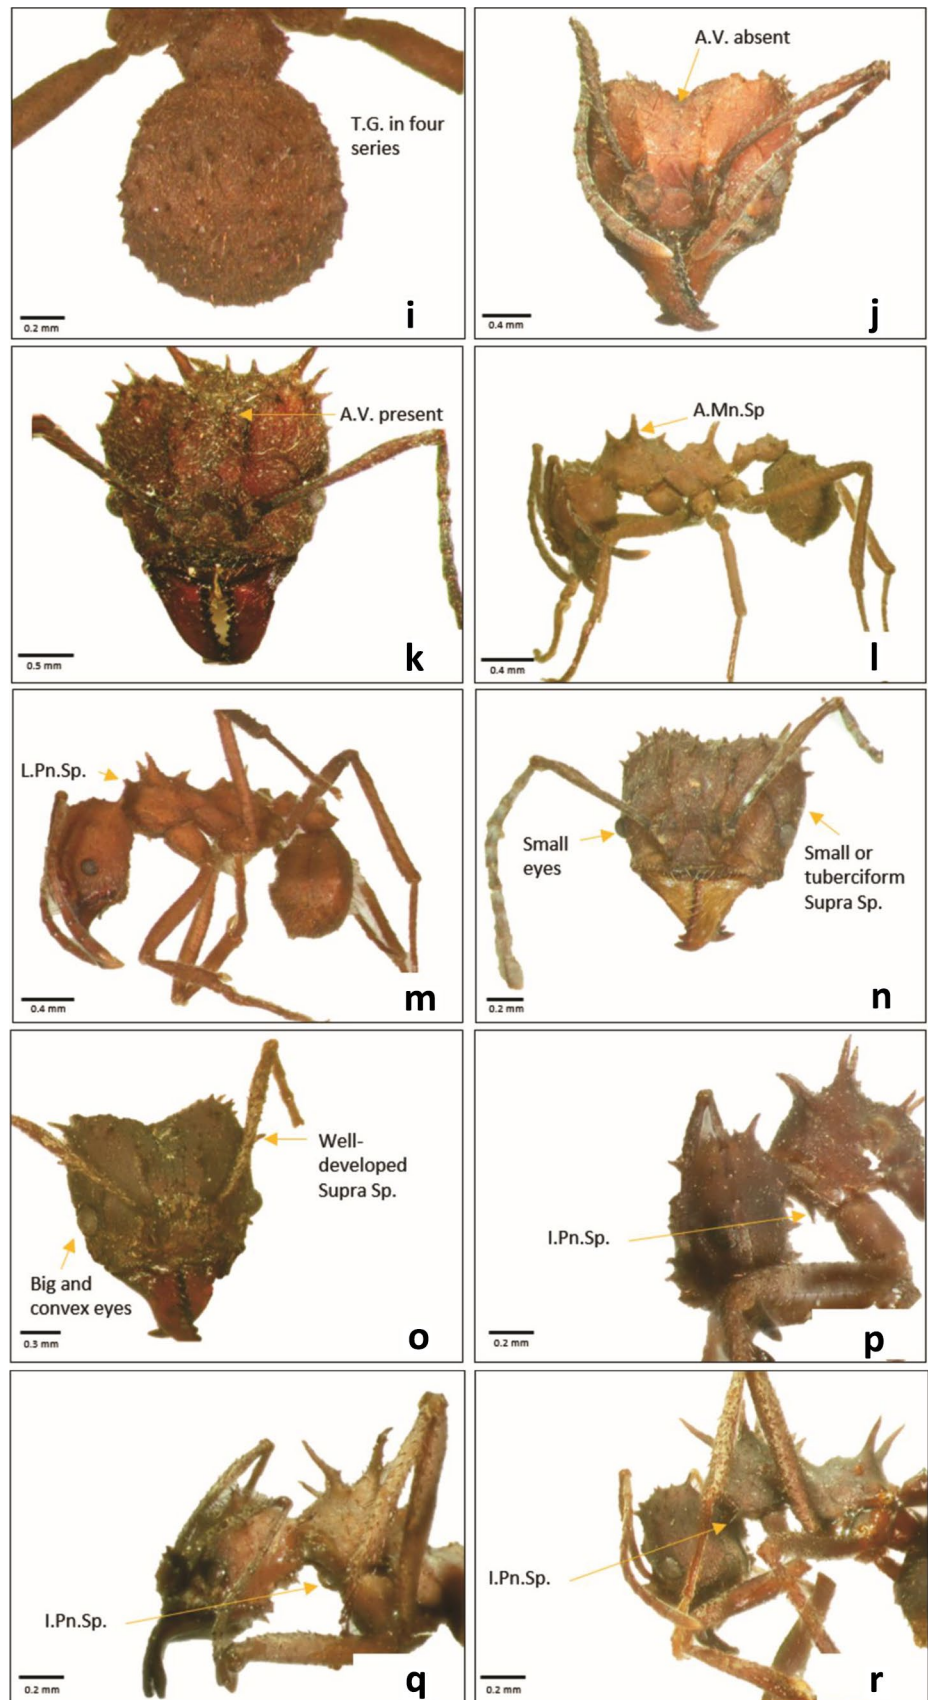 T.G. in four
series
0.2 mm
i
A.V. absent
0.4 mm
j
A.V. present
0.5 mm
k
A.Mn.Sp
0.4 mm
l
L.Pn.Sp.
0.4 mm
m
Small
eyes
Small or
tuberciform
Supra Sp.
0.2 mm
n
Well-
developed
Supra Sp.
Big and
convex eyes
0.3 mm
o
I.Pn.Sp.
0.2 mm
p
I.Pn.Sp.
0.2 mm
q
I.Pn.Sp.
0.2 mm
r